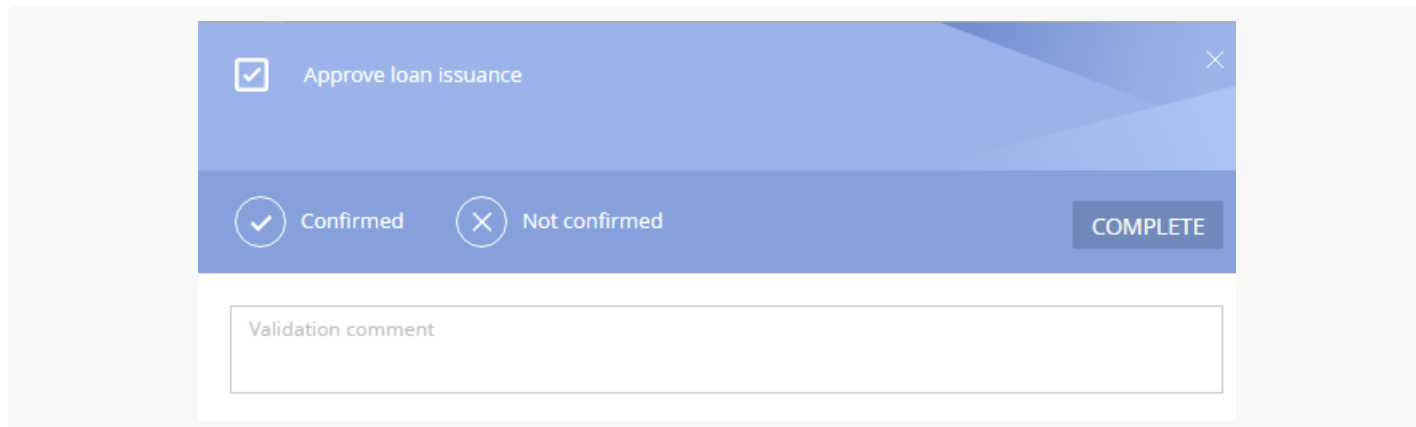 Approve loan issuance
Confirmed
Not confirmed
COMPLETE
Validation comment